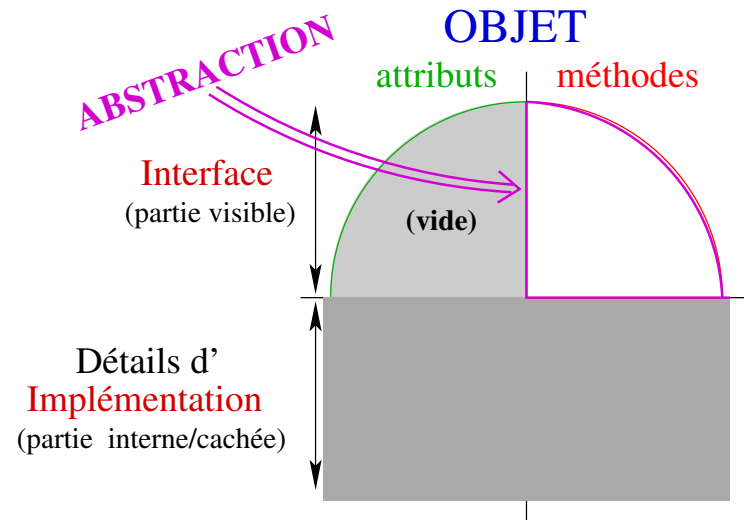 OBJET
ABSTRACTION
attributs
méthodes
Interface
(partie visible)
(vide)
Détails d’
Implémentation
(partie interne/cachée)